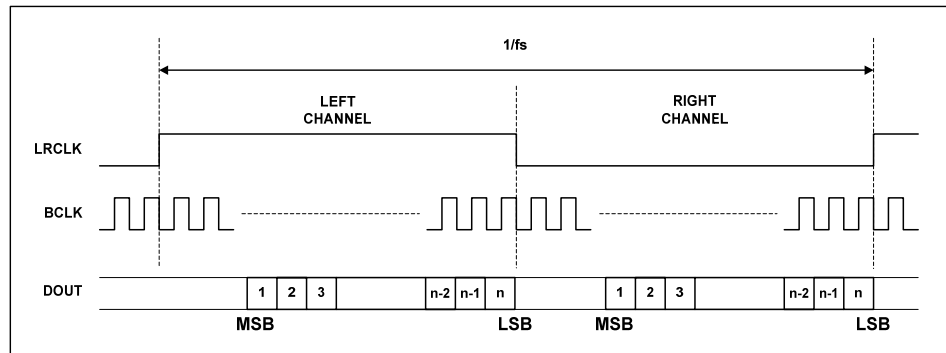 1/fs
LEFT
CHANNEL
RIGHT
CHANNEL
LRCLK
BCLK
DOUT
1 2 3 n-2 n-1 n 1 2 3 n-2 n-1 n
MSB LSB MSB LSB